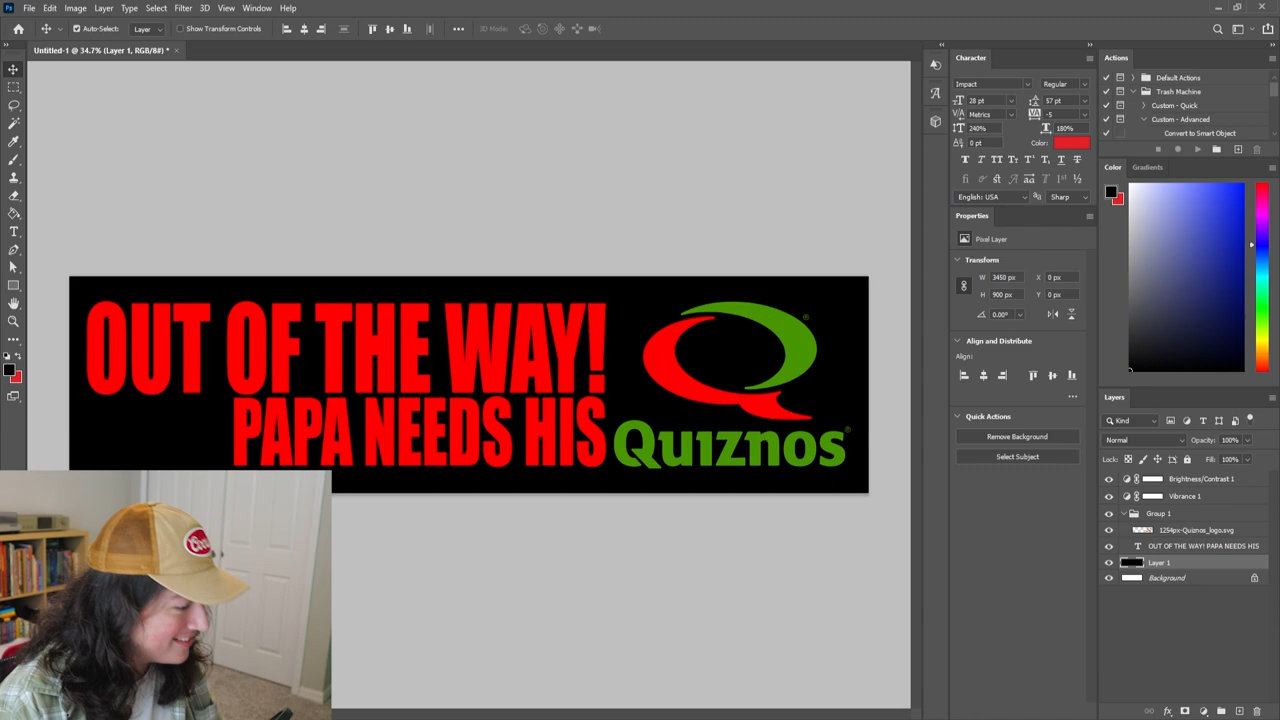 Ps File Edit Image Layer Type Select Filter 3D View Window Help
Auto-Select: Layer Show Transform Controls 3D Mode:
Untitled-1 @ 34.7% (Layer 1, RGB/8#) *
OUT OF THE WAY!
PAPA NEEDS HIS
Quiznos®
®
Character
Impact Regular
28 pt 57 pt
Metrics -5
240% 180%
0 pt Color:
English: USA Sharp
Properties
Pixel Layer
Transform
W 3450 px X 0 px
H 900 px Y 0 px
0.00°
Align and Distribute
Align:
Quick Actions
Remove Background
Select Subject
Actions
Default Actions
Trash Machine
Custom - Quick
Custom - Advanced
Convert to Smart Object
Color Gradients
Layers
Kind
Normal Opacity: 100%
Lock: Fill: 100%
Brightness/Contrast 1
Vibrance 1
Group 1
1254px-Quiznos_logo.svg
OUT OF THE WAY! PAPA NEEDS HIS
Layer 1
Background